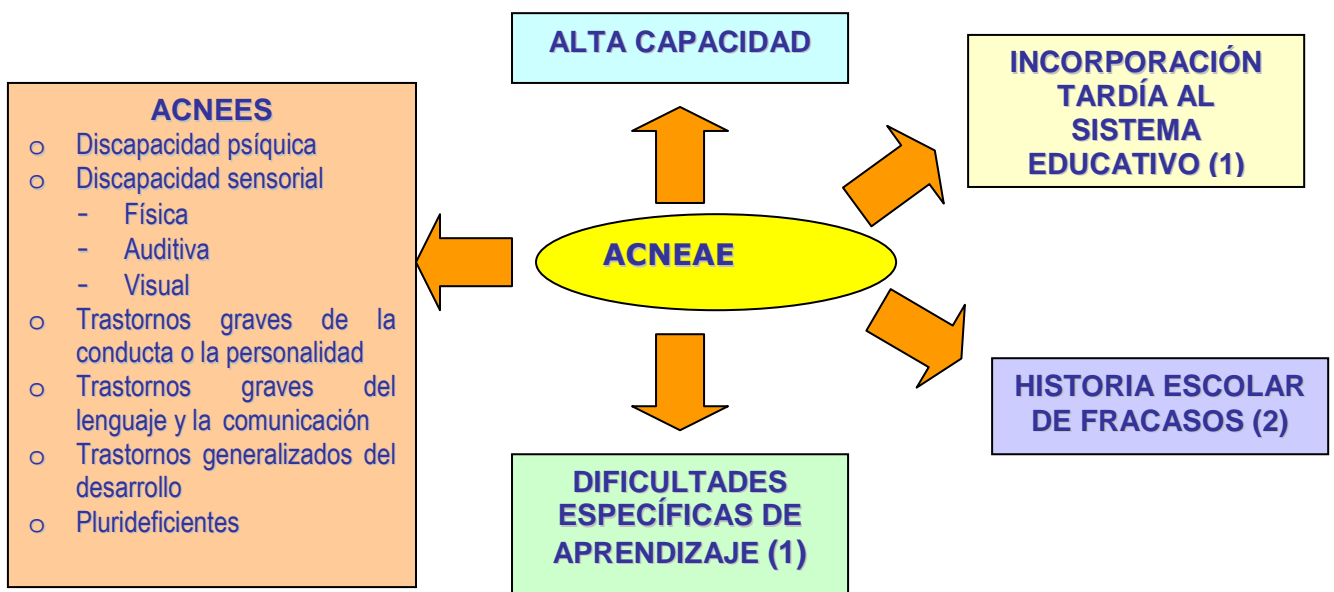 ALTA CAPACIDAD
INCORPORACIÓN
TARDÍA AL
SISTEMA
EDUCATIVO (1)
ACNEES
o Discapacidad psíquica
o Discapacidad sensorial
- Física
- Auditiva
- Visual
o Trastornos graves de la
conducta o la personalidad
o Trastornos graves del
lenguaje y la comunicación
o Trastornos generalizados del
desarrollo
o Plurideficientes
ACNEAE
HISTORIA ESCOLAR
DE FRACASOS (2)
DIFICULTADES
ESPECÍFICAS DE
APRENDIZAJE (1)